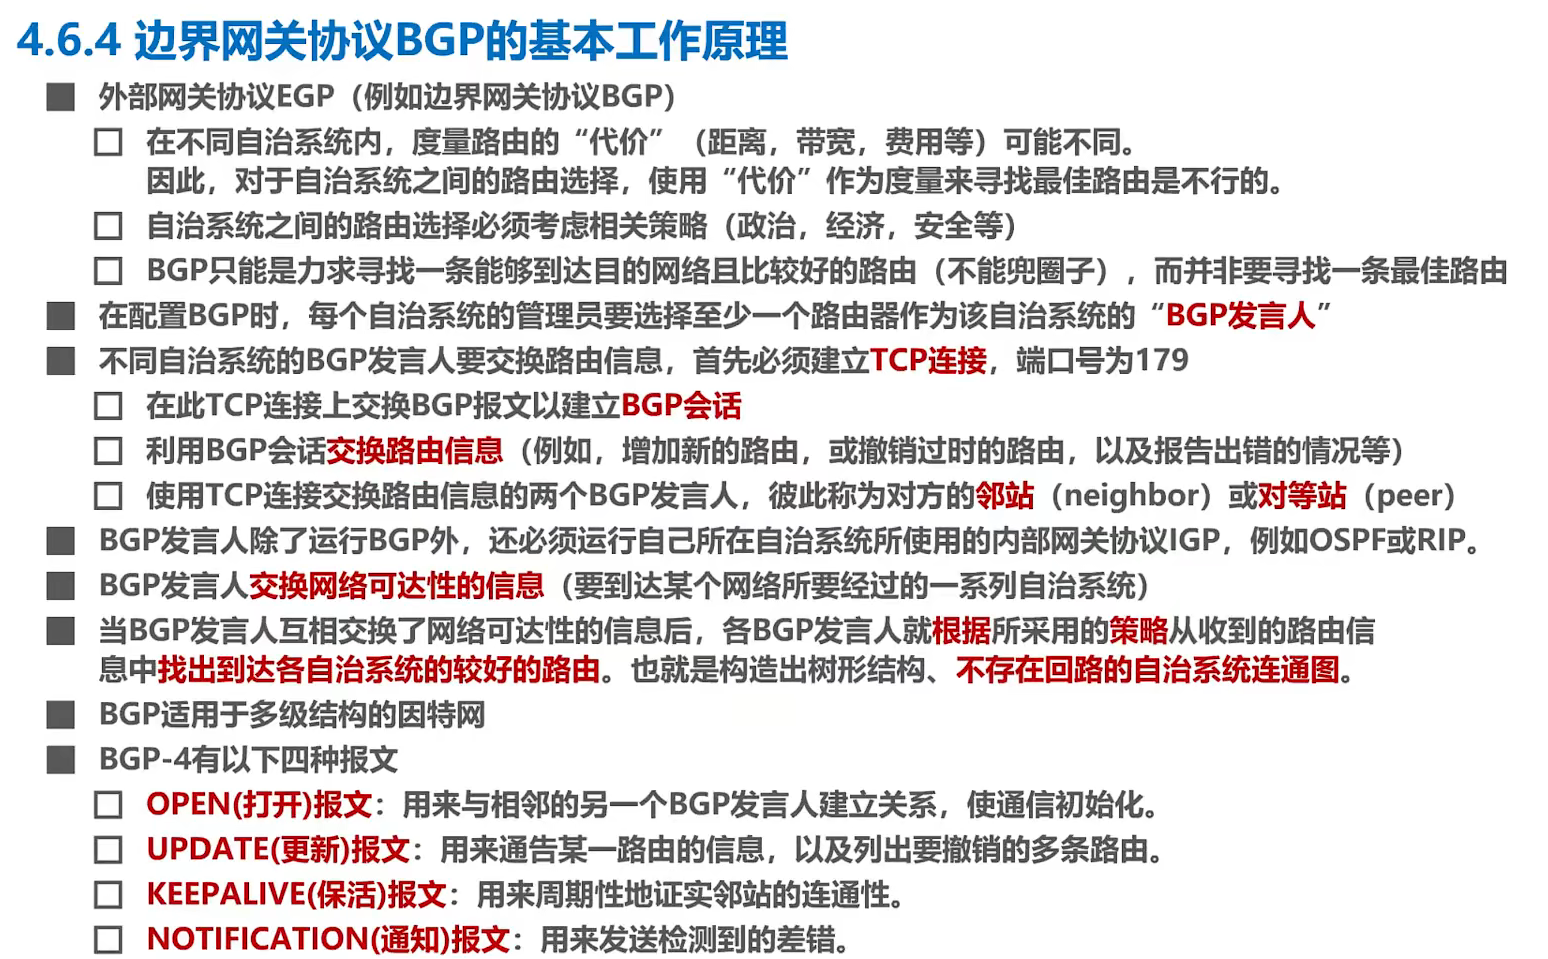 4.6.4 边界网关协议BGP的基本工作原理
外部网关协议EGP（例如边界网关协议BGP）
在不同自治系统内，度量路由的“代价”（距离，带宽，费用等）可能不同。
因此，对于自治系统之间的路由选择，使用“代价”作为度量来寻找最佳路由是不行的。
自治系统之间的路由选择必须考虑相关策略（政治，经济，安全等）
BGP只能是力求寻找一条能够到达目的网络且比较好的路由（不能兜圈子），而并非要寻找一条最佳路由
在配置BGP时，每个自治系统的管理员要选择至少一个路由器作为该自治系统的“BGP发言人”
不同自治系统的BGP发言人要交换路由信息，首先必须建立TCP连接，端口号为179
在此TCP连接上交换BGP报文以建立BGP会话
利用BGP会话交换路由信息（例如，增加新的路由，或撤销过时的路由，以及报告出错的情况等）
使用TCP连接交换路由信息的两个BGP发言人，彼此称为对方的邻站（neighbor）或对等站（peer）
BGP发言人除了运行BGP外，还必须运行自己所在自治系统所使用的内部网关协议IGP，例如OSPF或RIP。
BGP发言人交换网络可达性的信息（要到达某个网络所要经过的一系列自治系统）
当BGP发言人互相交换了网络可达性的信息后，各BGP发言人就根据所采用的策略从收到的路由信
息中找出到达各自治系统的较好的路由。也就是构造出树形结构、不存在回路的自治系统连通图。
BGP适用于多级结构的因特网
BGP-4有以下四种报文
OPEN(打开)报文：用来与相邻的另一个BGP发言人建立关系，使通信初始化。
UPDATE(更新)报文：用来通告某一路由的信息，以及列出要撤销的多条路由。
KEEPALIVE(保活)报文：用来周期性地证实邻站的连通性。
NOTIFICATION(通知)报文：用来发送检测到的差错。